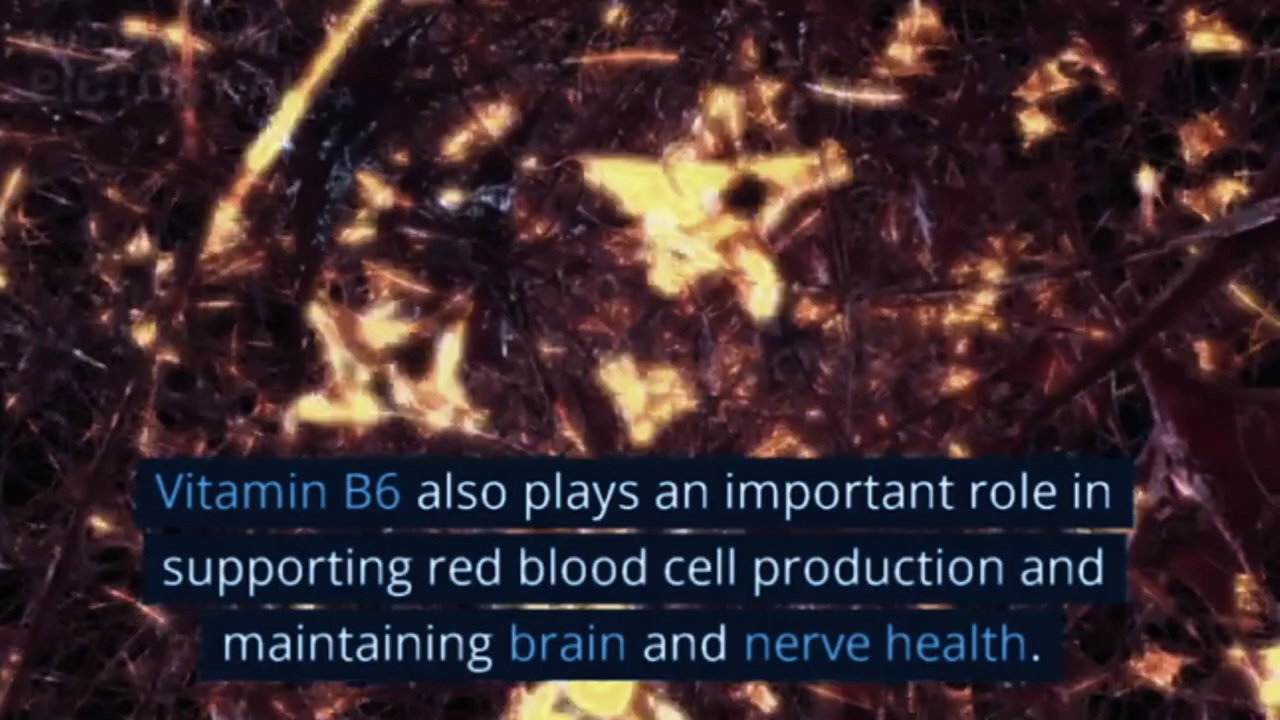 Vitamin B6 also plays an important role in
supporting red blood cell production and
maintaining brain and nerve health.